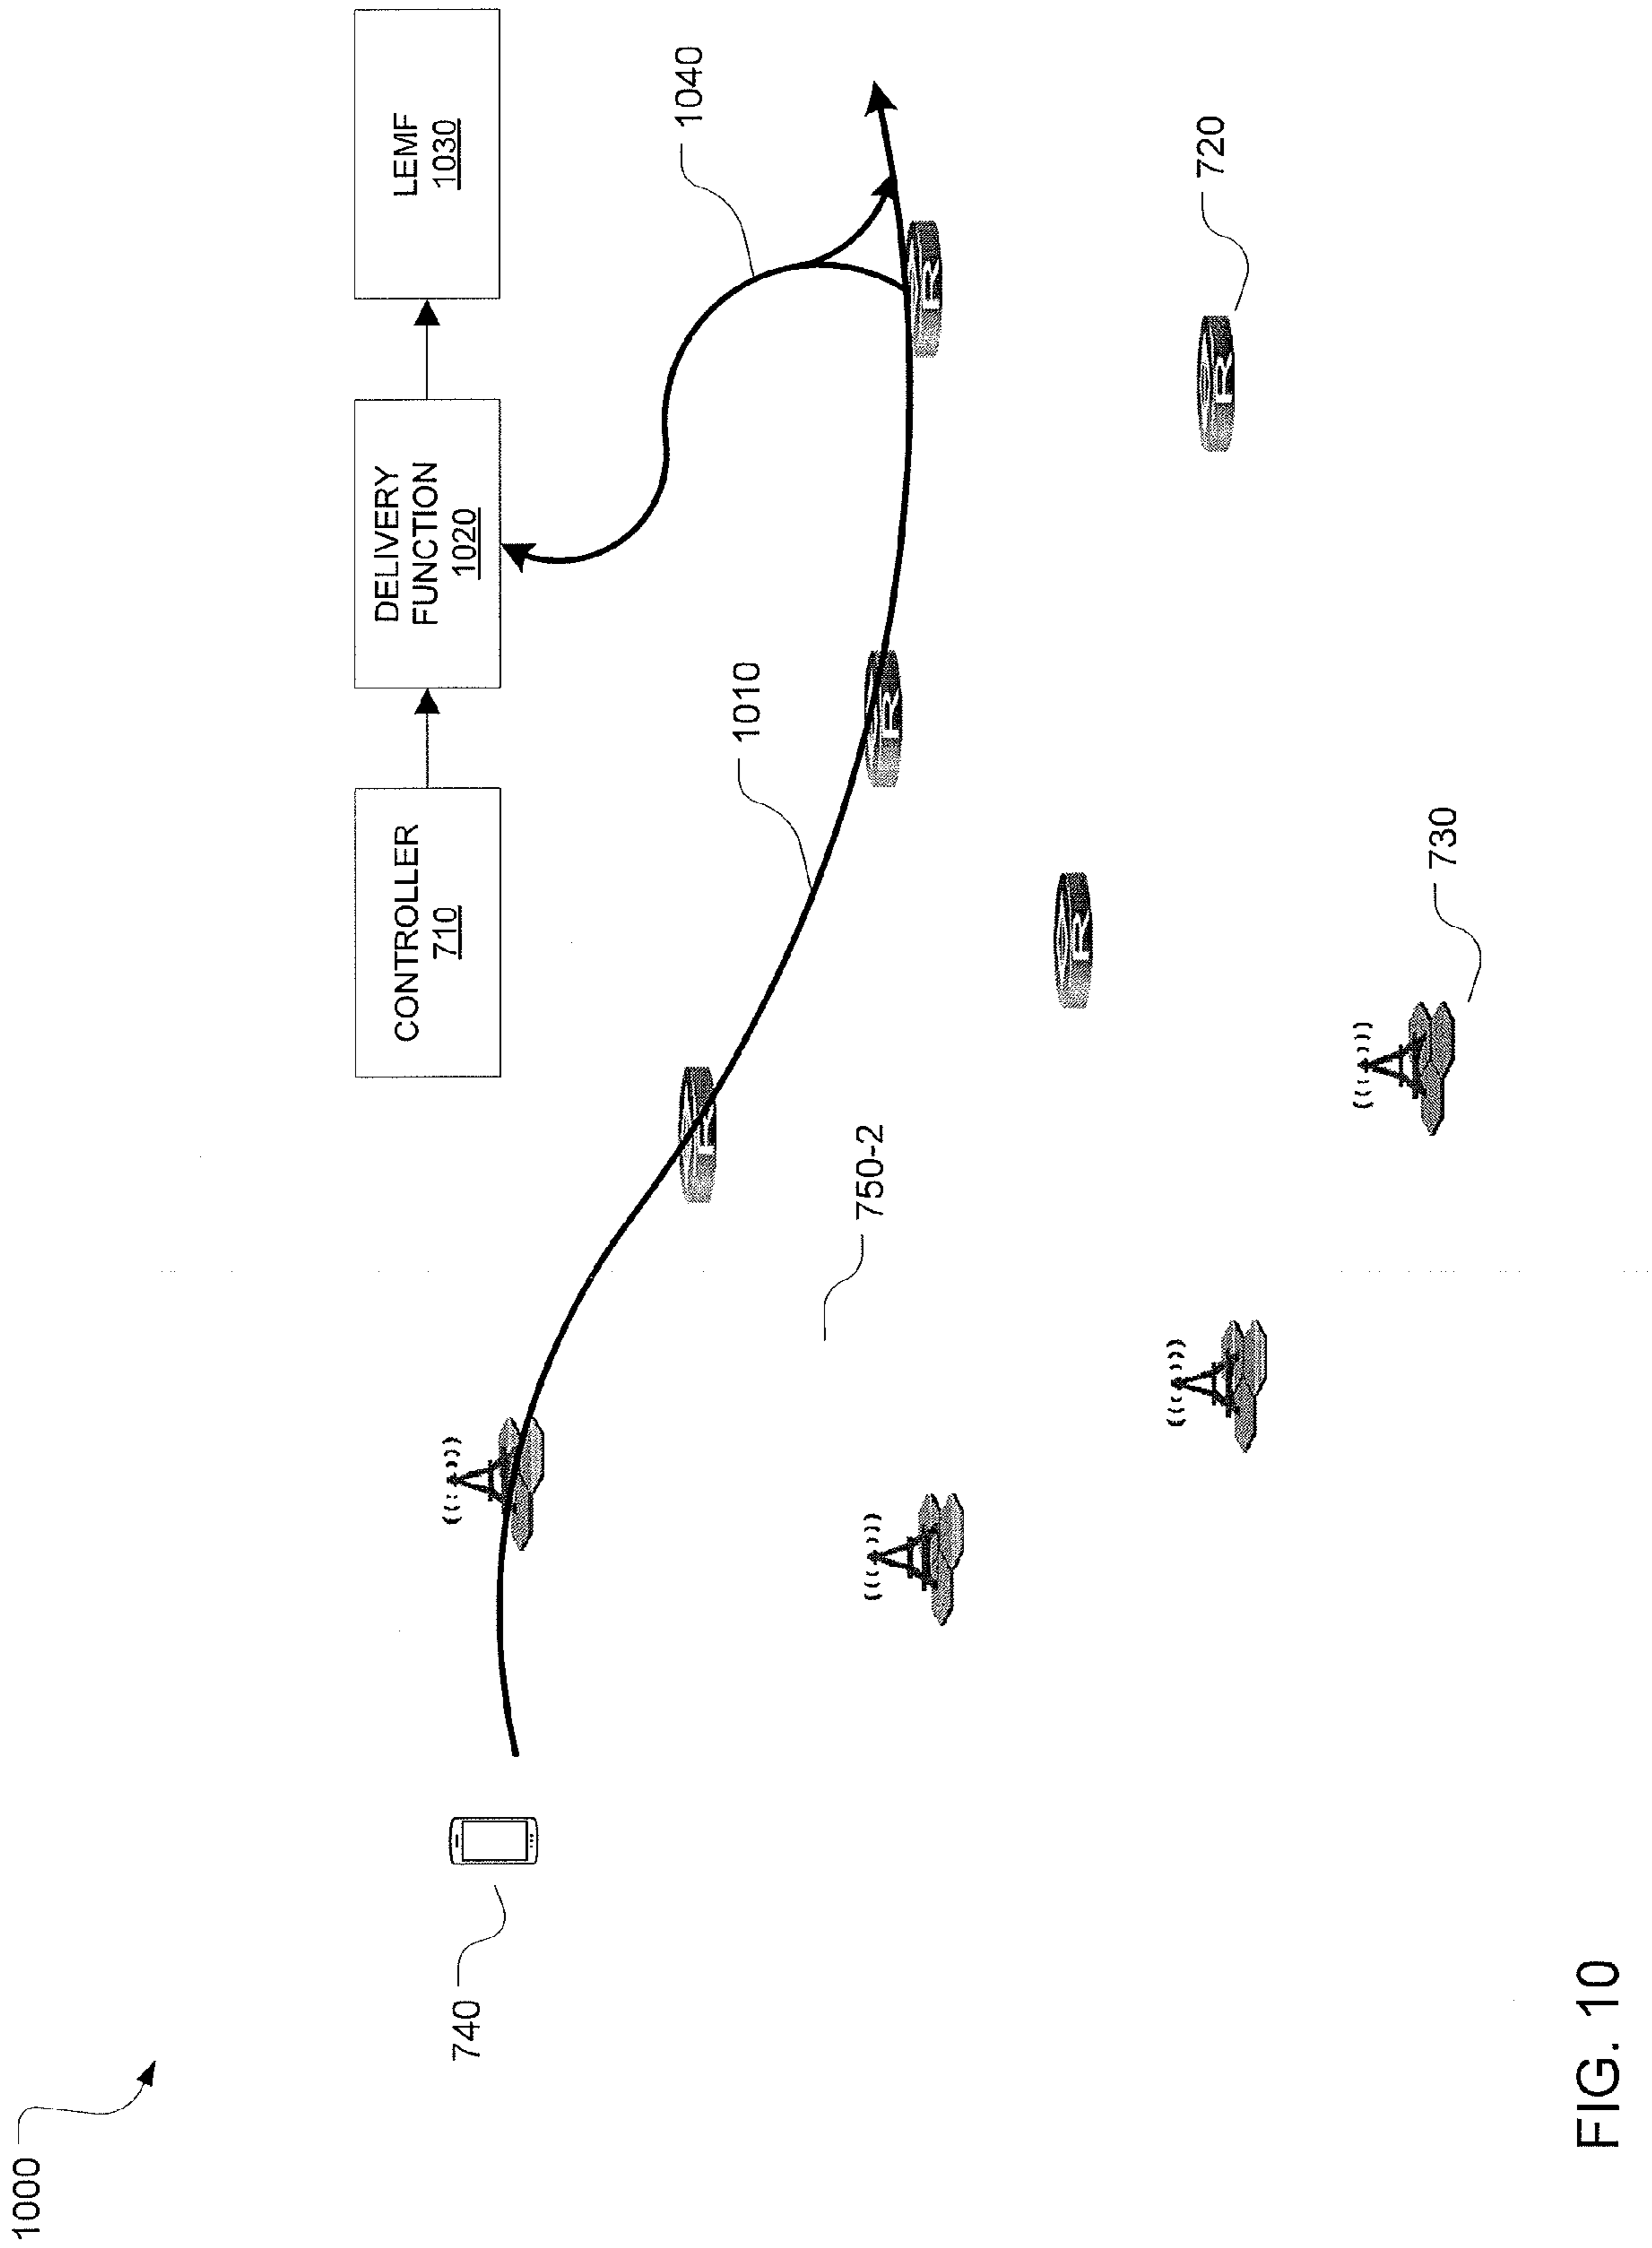 1000
CONTROLLER
710
DELIVERY
FUNCTION
1020
LEMF
1030
740
1010
1040
R
R
R
R
R
750-2
720
730
FIG. 10